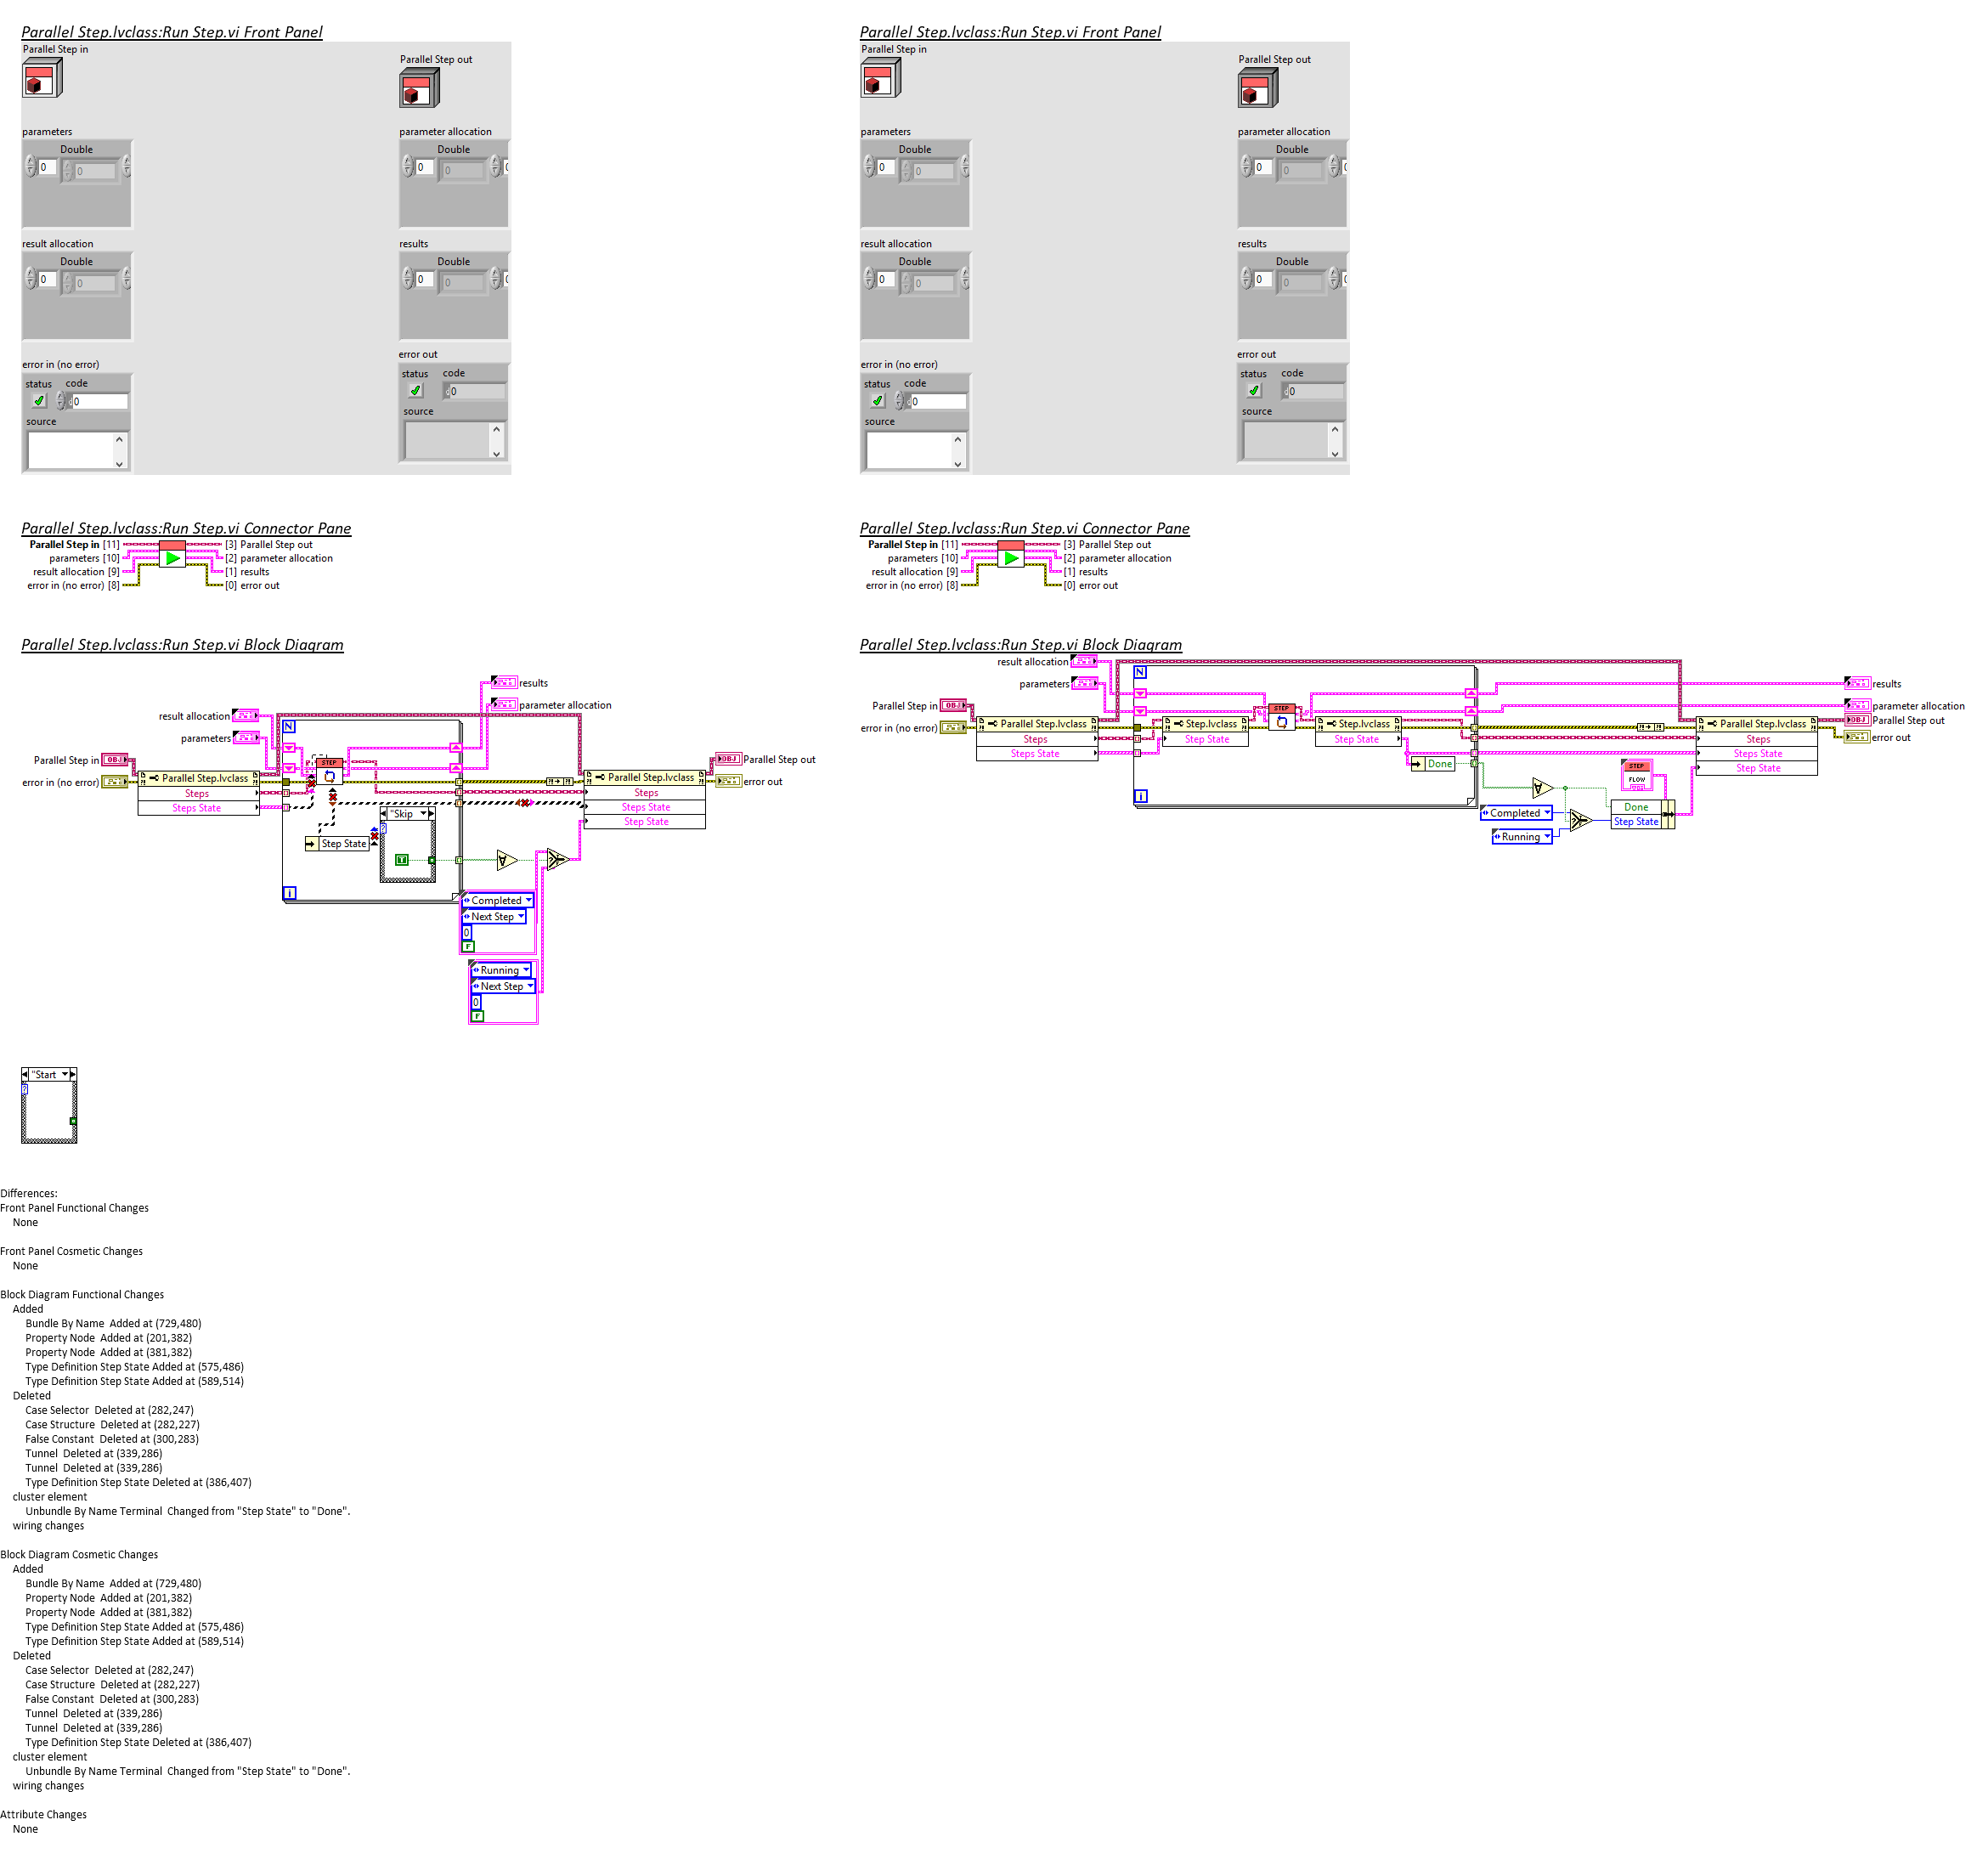 Parallel Step.lvclass:Run Step.vi Front Panel
Parallel Step in
Parallel Step out
parameters
Double
0
0
parameter allocation
Double
0
0
result allocation
Double
0
0
results
Double
0
0
error in (no error)
status
code
0
source
error out
status
code
0
source
Parallel Step.lvclass:Run Step.vi Front Panel
Parallel Step in
Parallel Step out
parameters
Double
0
0
parameter allocation
Double
0
0
result allocation
Double
0
0
results
Double
0
0
error in (no error)
status
code
0
source
error out
status
code
0
source
Parallel Step.lvclass:Run Step.vi Connector Pane
Parallel Step in [11]
parameters [10]
result allocation [9]
error in (no error) [8]
[3] Parallel Step out
[2] parameter allocation
[1] results
[0] error out
Parallel Step.lvclass:Run Step.vi Connector Pane
Parallel Step in [11]
parameters [10]
result allocation [9]
error in (no error) [8]
[3] Parallel Step out
[2] parameter allocation
[1] results
[0] error out
Parallel Step.lvclass:Run Step.vi Block Diagram
results
parameter allocation
result allocation
parameters
N
Parallel Step in
OBJ
error in (no error)
Parallel Step.lvclass
Steps
Steps State
STEP
Step State
"Skip
?
T
i
Parallel Step.lvclass
Steps
Steps State
Step State
OBJ
Parallel Step out
error out
Completed
Next Step
0
F
Running
Next Step
0
F
"Start
?
Parallel Step.lvclass:Run Step.vi Block Diagram
result allocation
parameters
N
Parallel Step in
OBJ
error in (no error)
Parallel Step.lvclass
Steps
Steps State
Step.lvclass
Step State
STEP
Step.lvclass
Step State
Done
i
results
parameter allocation
OBJ
Parallel Step out
error out
Parallel Step.lvclass
Steps
Steps State
Step State
STEP
FLOW
Completed
Running
Done
Step State
Differences:
Front Panel Functional Changes
None
Front Panel Cosmetic Changes
None
Block Diagram Functional Changes
Added
Bundle By Name  Added at (729,480)
Property Node  Added at (201,382)
Property Node  Added at (381,382)
Type Definition Step State Added at (575,486)
Type Definition Step State Added at (589,514)
Deleted
Case Selector  Deleted at (282,247)
Case Structure  Deleted at (282,227)
False Constant  Deleted at (300,283)
Tunnel  Deleted at (339,286)
Tunnel  Deleted at (339,286)
Type Definition Step State Deleted at (386,407)
cluster element
Unbundle By Name Terminal  Changed from "Step State" to "Done".
wiring changes
Block Diagram Cosmetic Changes
Added
Bundle By Name  Added at (729,480)
Property Node  Added at (201,382)
Property Node  Added at (381,382)
Type Definition Step State Added at (575,486)
Type Definition Step State Added at (589,514)
Deleted
Case Selector  Deleted at (282,247)
Case Structure  Deleted at (282,227)
False Constant  Deleted at (300,283)
Tunnel  Deleted at (339,286)
Tunnel  Deleted at (339,286)
Type Definition Step State Deleted at (386,407)
cluster element
Unbundle By Name Terminal  Changed from "Step State" to "Done".
wiring changes
Attribute Changes
None